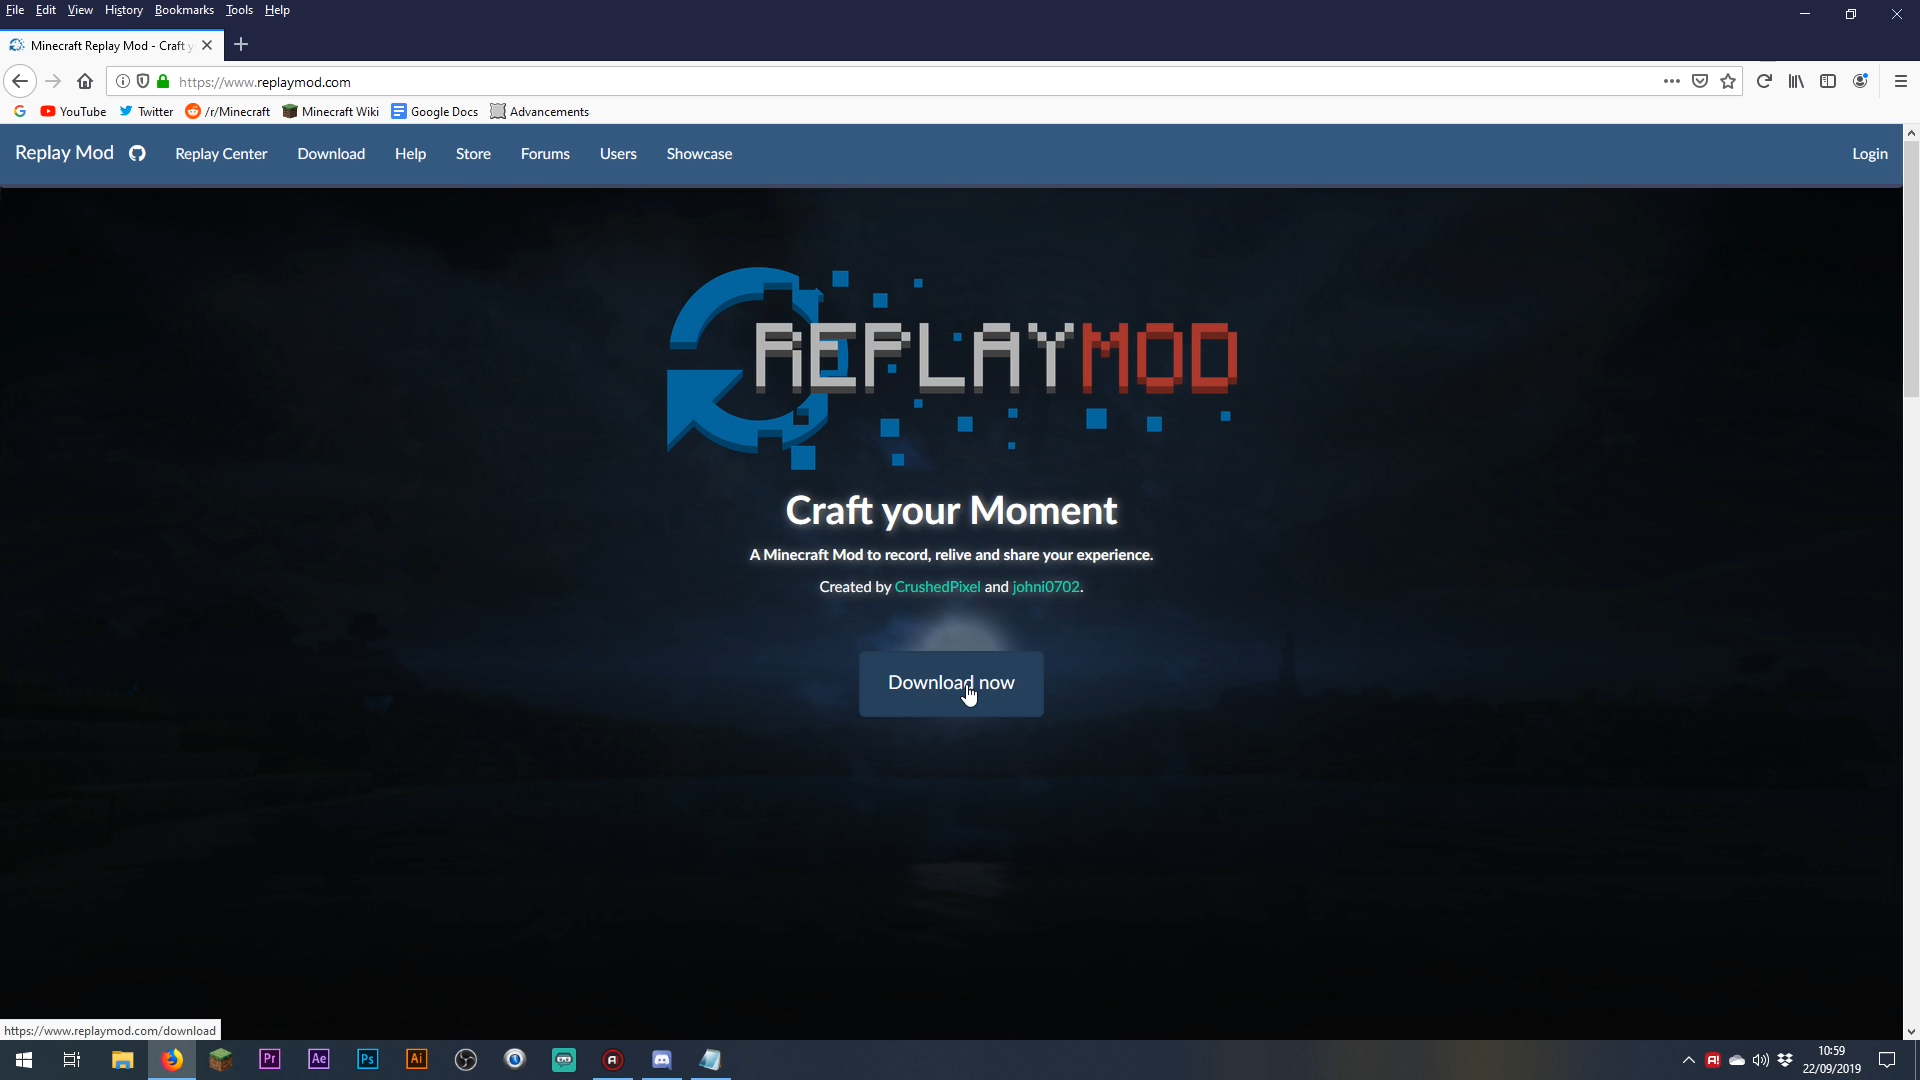 File Edit View History Bookmarks Tools Help
Minecraft Replay Mod - Craft y
https://www.replaymod.com
G YouTube Twitter /r/Minecraft Minecraft Wiki Google Docs Advancements
Replay Mod Replay Center Download Help Store Forums Users Showcase Login
REPLAYMOD
Craft your Moment
A Minecraft Mod to record, relive and share your experience.
Created by CrushedPixel and johni0702.
Download now
https://www.replaymod.com/download
Pr Ae Ps Ai
10:59
22/09/2019